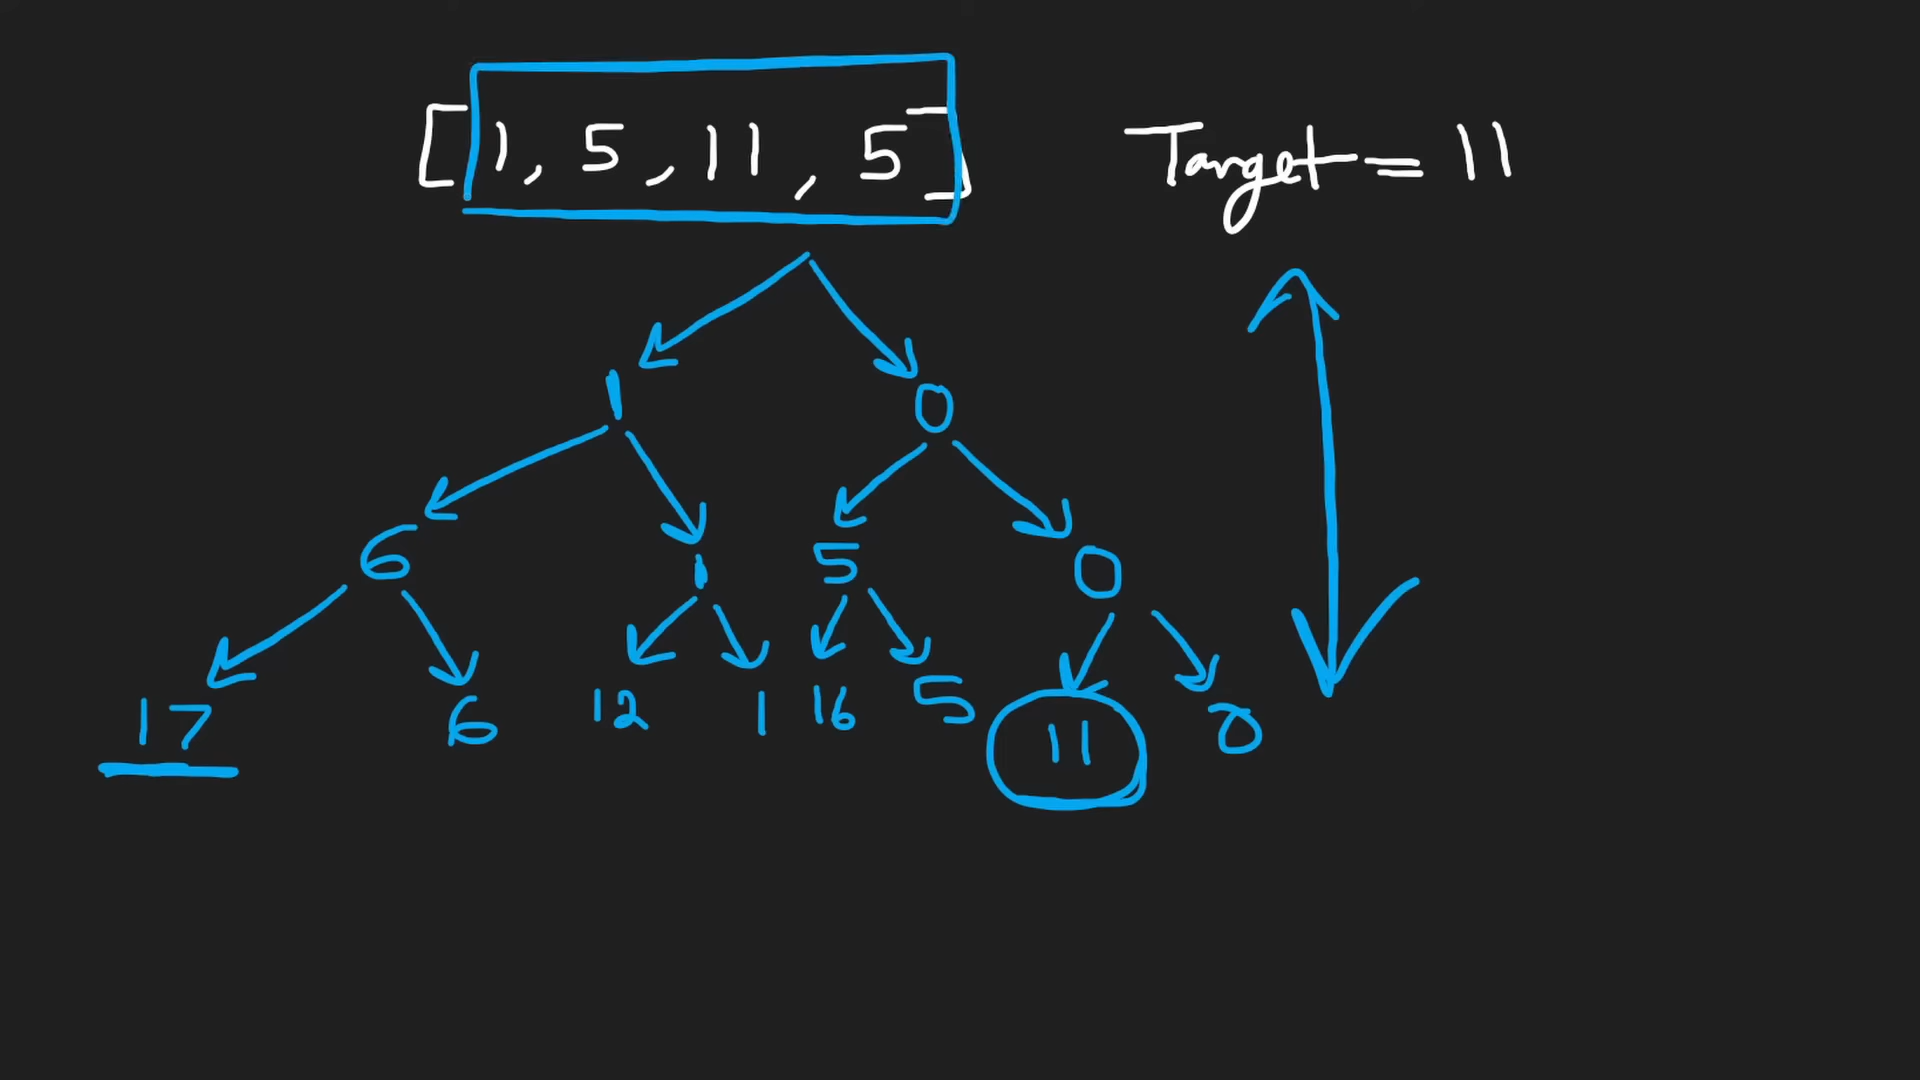 [1, 5, 11, 5] Target = 11
1 0
6 1 5 0
17 6 12 1 16 5 11 0